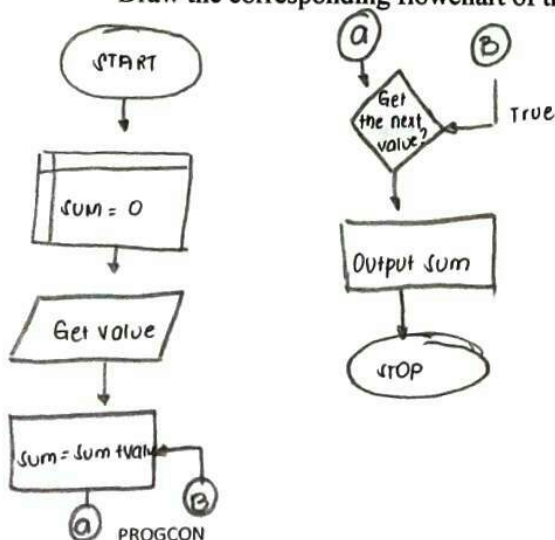 Draw the corresponding flowchart of th
START
SUM = 0
Get value
Sum = Sum + value
B
a
PROGCON
a
B
Get
the next
value?
True
Output Sum
STOP